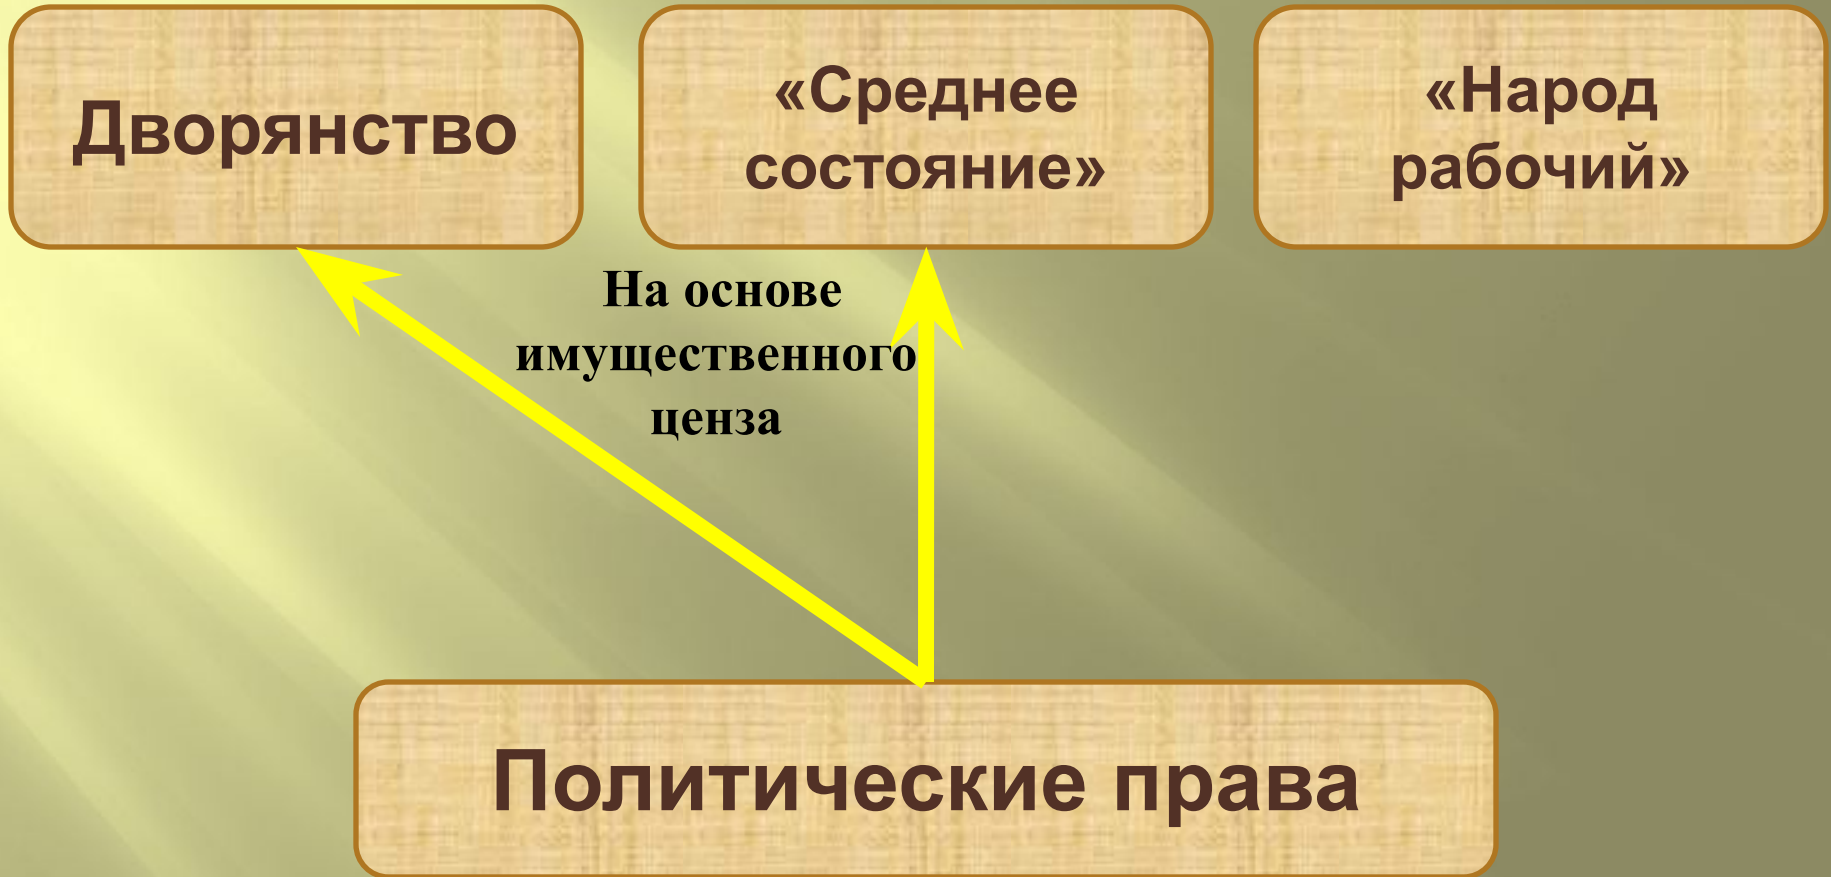 Дворянство
«Среднее
состояние»
«Народ
рабочий»
На основе
имущественного
ценза
Политические права